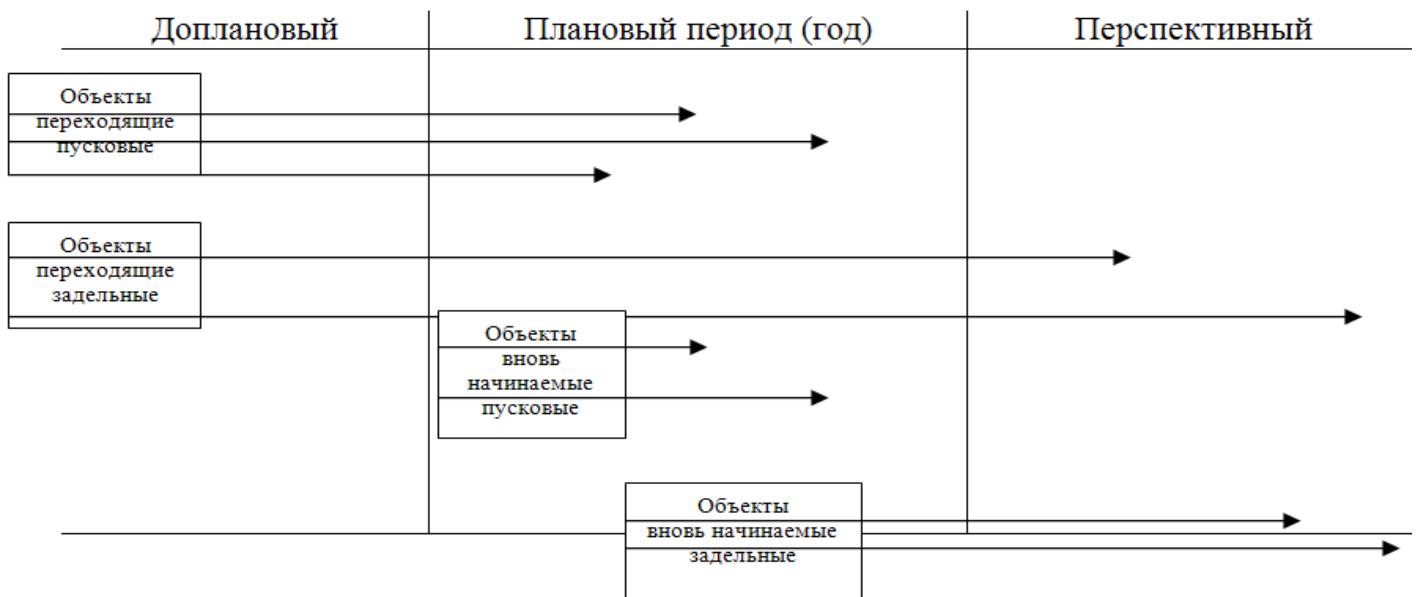 Доплановый
Плановый период (год)
Перспективный
Объекты
переходящие
пусковые
Объекты
переходящие
задельные
Объекты
вновь
начинаемые
пусковые
Объекты
вновь начинаемые
задельные